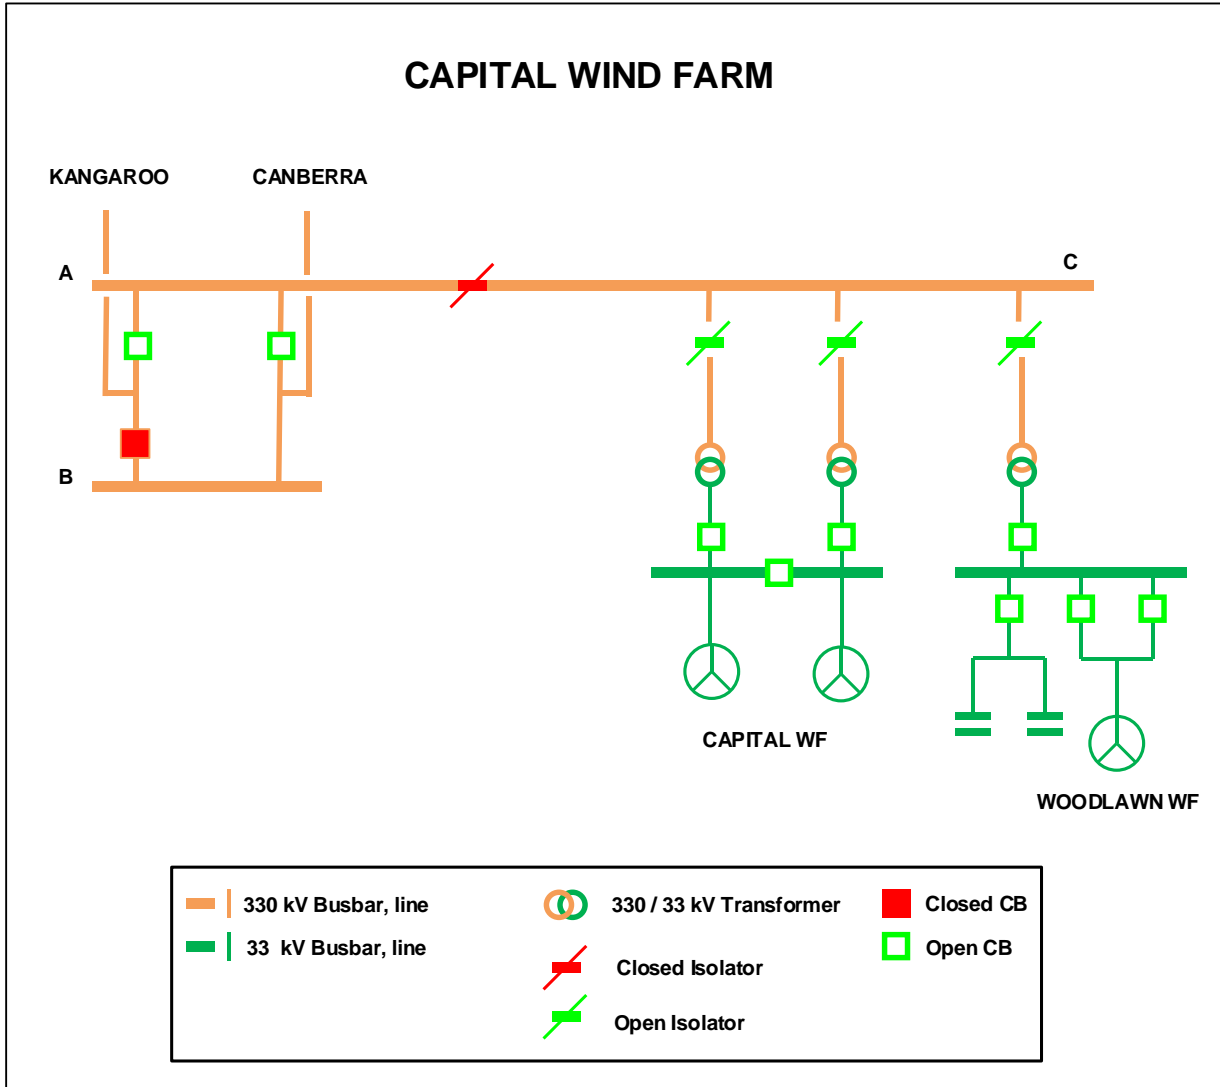 CAPITAL WIND FARM
KANGAROO
CANBERRA
A
C
B
CAPITAL WF
WOODLAWN WF
330 kV Busbar, line
330 / 33 kV Transformer
Closed CB
33 kV Busbar, line
Open CB
Closed Isolator
Open Isolator